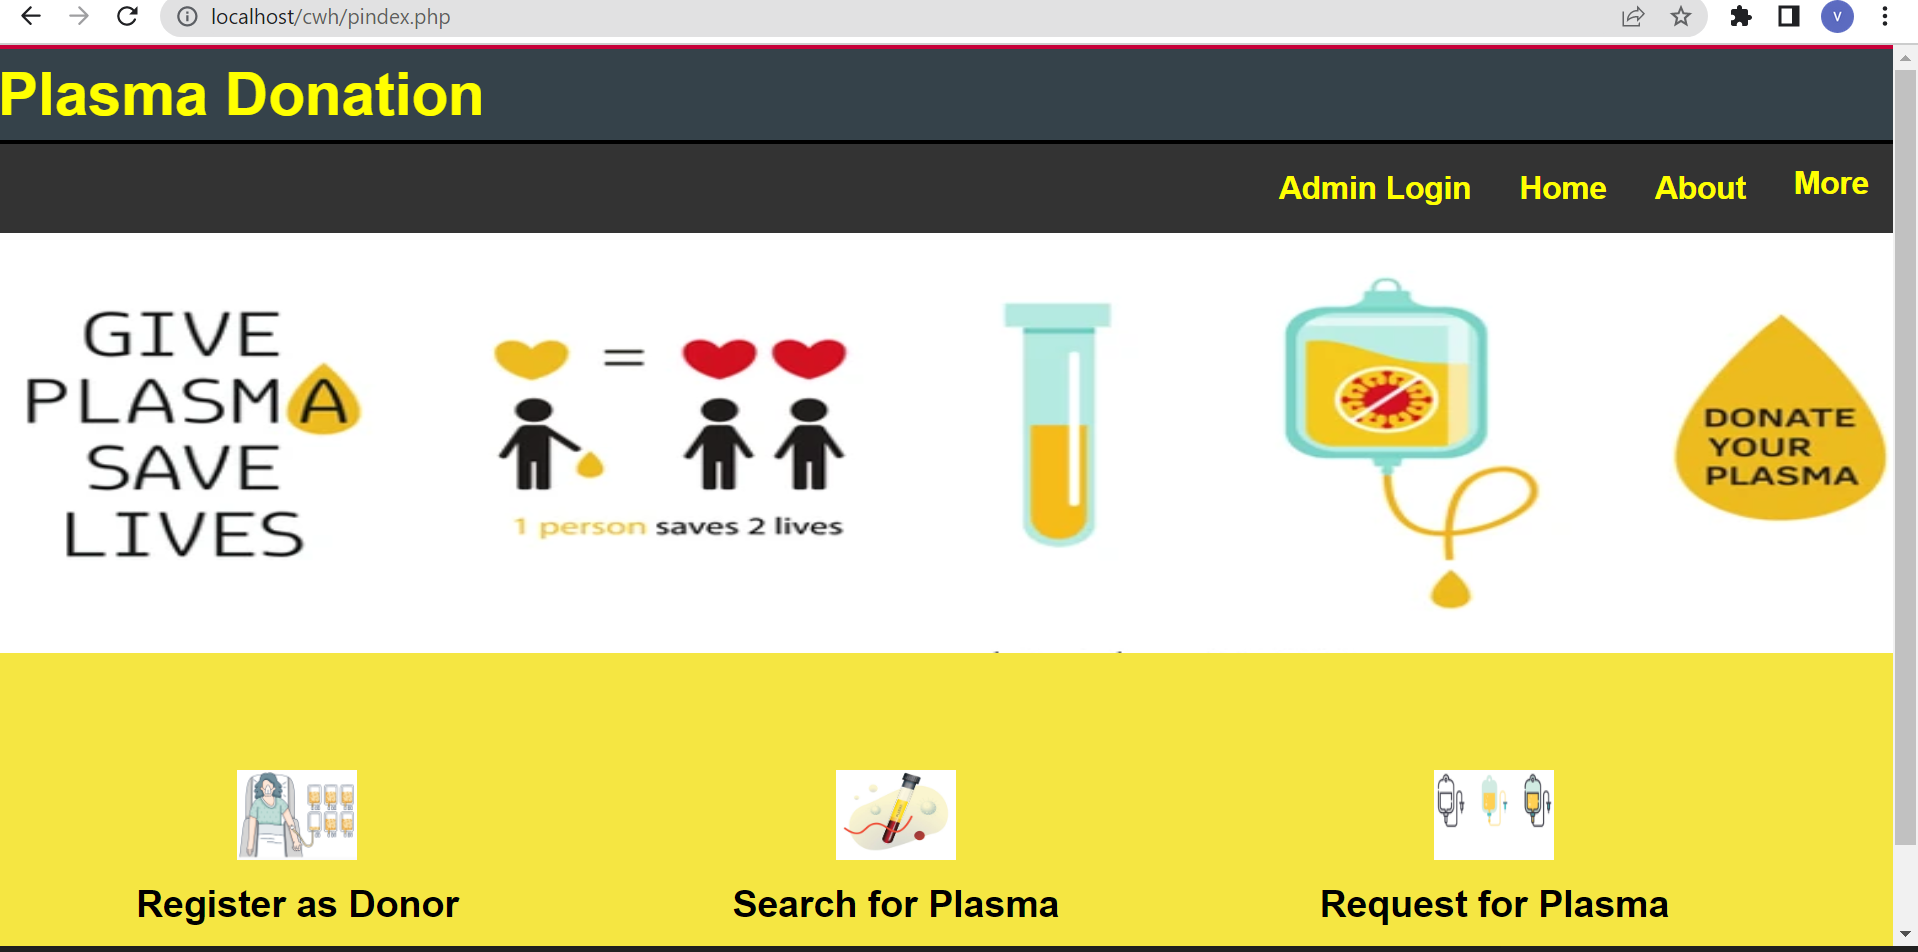 localhost/cwh/pindex.php
V
Plasma Donation
Admin Login Home About More
GIVE
PLASMA
SAVE
LIVES
=
1 person saves 2 lives
DONATE
YOUR
PLASMA
Register as Donor
Search for Plasma
Request for Plasma